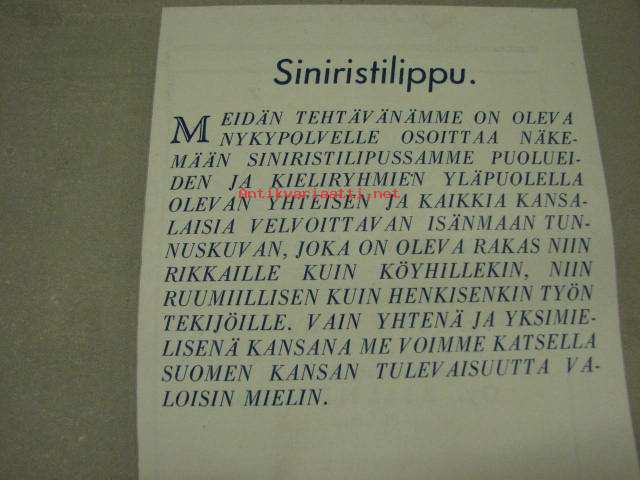 Siniristilippu.
MEIDÄN TEHTÄVÄNÄMME ON OLEVA
NYKYPOLVELLE OSOITTAA NÄKE-
MÄÄN SINIRISTILIPUSSAMME PUOLUEI-
DEN JA KIELIRYHMIEN YLÄPUOLELLA
Antikvariaatti.net
OLEVAN YHTEISEN JA KAIKKIA KANSA-
LAISIA VELVOITTAVAN ISÄNMAAN TUN-
NUSKUVAN, JOKA ON OLEVA RAKAS NIIN
RIKKAILLE KUIN KÖYHILLEKIN, NIIN
RUUMIILLISEN KUIN HENKISENKIN TYÖN
TEKIJÖILLE. VAIN YHTENÄ JA YKSIMIE-
LISENÄ KANSANA ME VOIMME KATSELLA
SUOMEN KANSAN TULEVAISUUTTA VA-
LOISIN MIELIN.